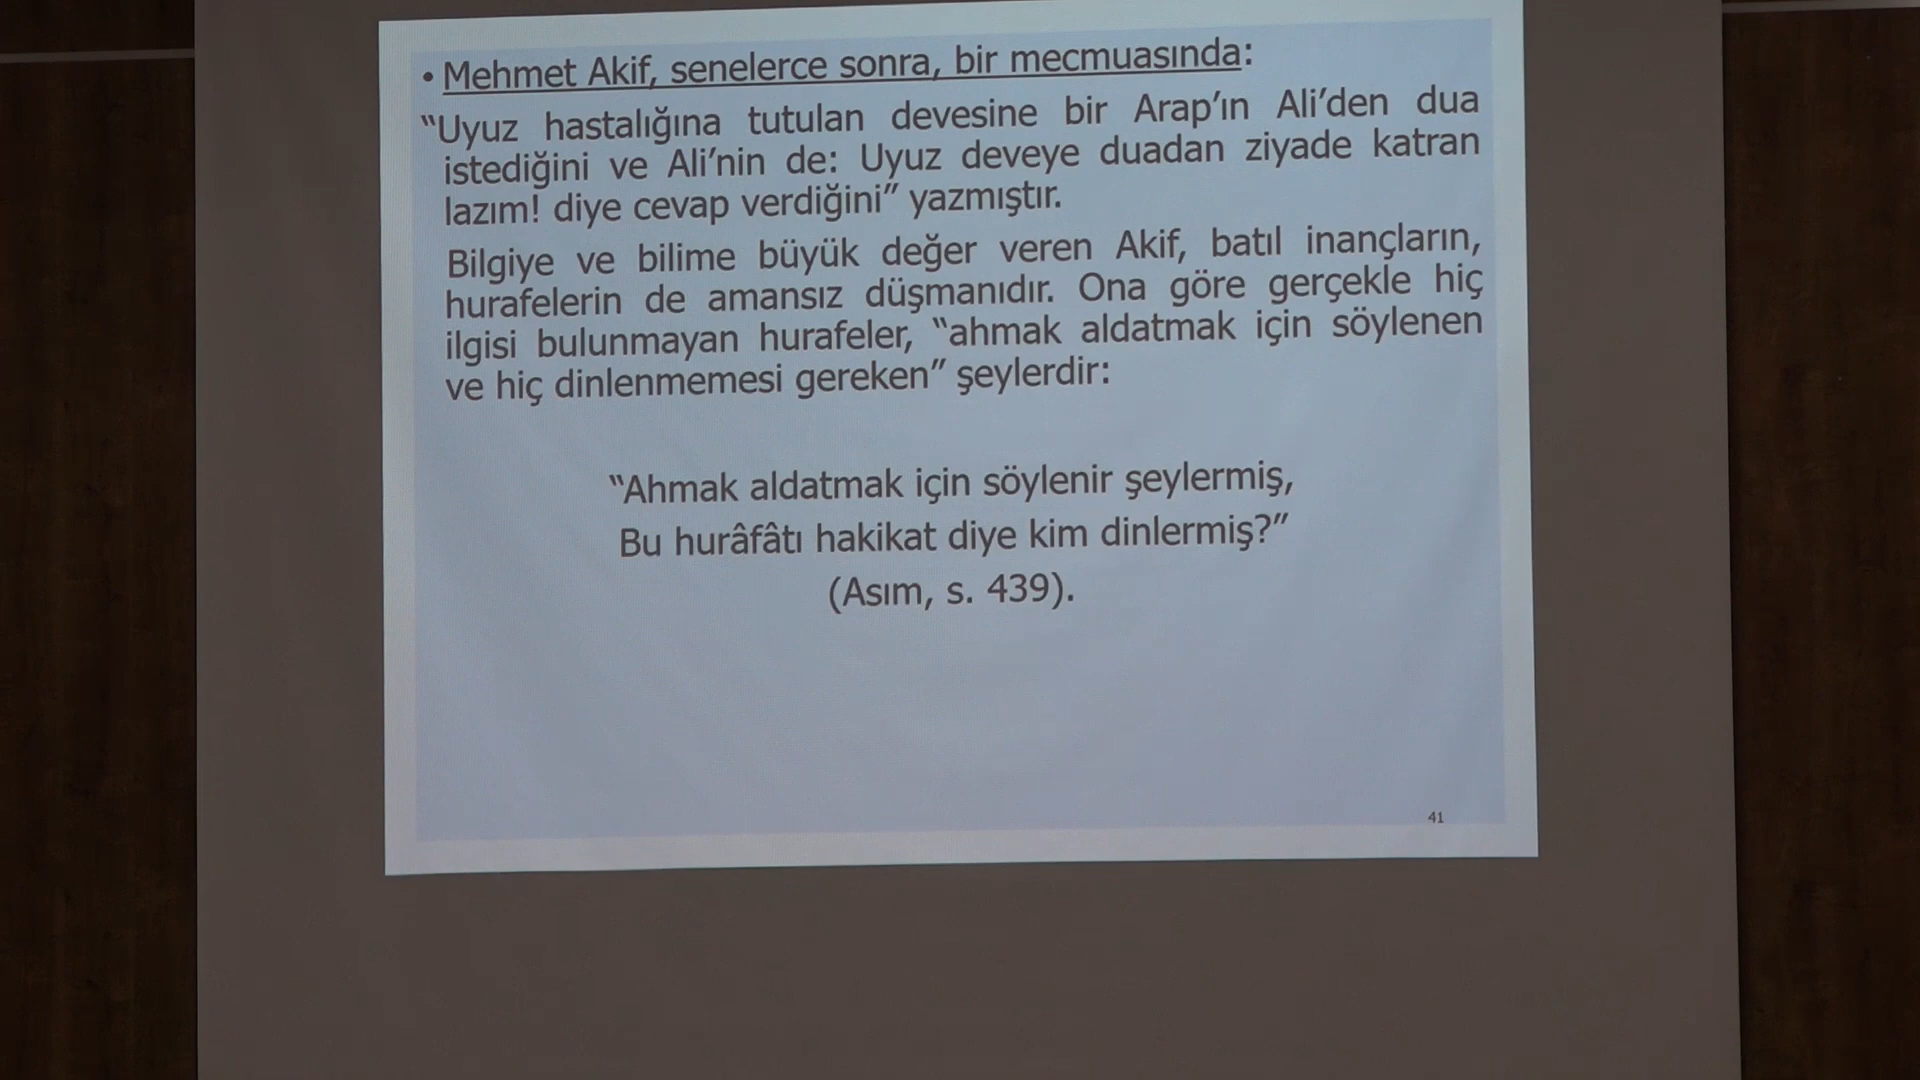 • Mehmet Akif, senelerce sonra, bir mecmuasında:
“Uyuz hastalığına tutulan devesine bir Arap’ın Ali’den dua
istediğini ve Ali’nin de: Uyuz deveye duadan ziyade katran
lazım! diye cevap verdiğini” yazmıştır.
Bilgiye ve bilime büyük değer veren Akif, batıl inançların,
hurafelerin de amansız düşmanıdır. Ona göre gerçekle hiç
ilgisi bulunmayan hurafeler, “ahmak aldatmak için söylenen
ve hiç dinlenmemesi gereken” şeylerdir:
“Ahmak aldatmak için söylenir şeylermiş,
Bu hurâfâtı hakikat diye kim dinlermiş?”
(Asım, s. 439).
41